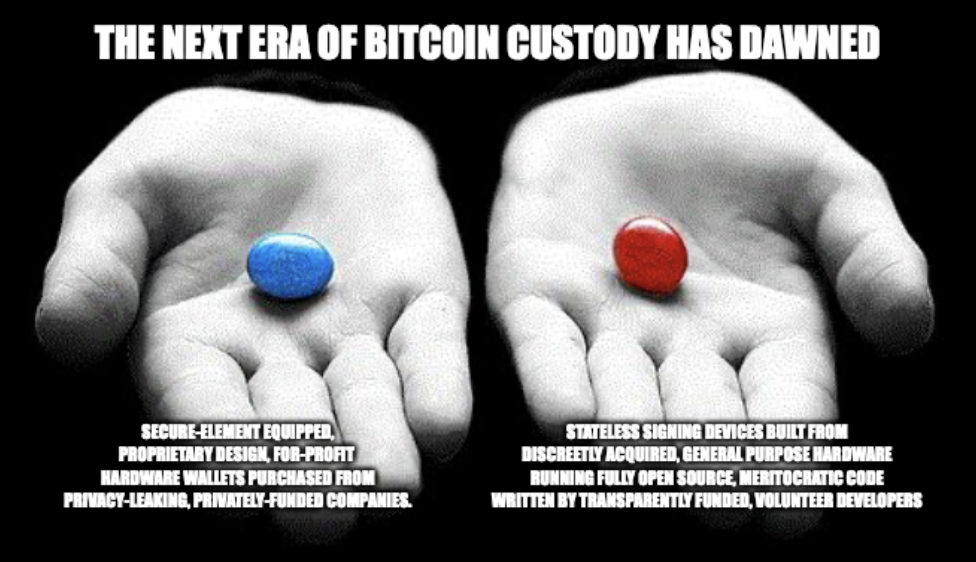 THE NEXT ERA OF BITCOIN CUSTODY HAS DAWNED
SECURE-ELEMENT EQUIPPED,
PROPRIETARY DESIGN, FOR-PROFIT
HARDWARE WALLETS PURCHASED FROM
PRIVACY-LEAKING, PRIVATELY-FUNDED COMPANIES.
STATELESS SIGNING DEVICES BUILT FROM
DISCREETLY ACQUIRED, GENERAL PURPOSE HARDWARE
RUNNING FULLY OPEN SOURCE, MERITOCRATIC CODE
WRITTEN BY TRANSPARENTLY FUNDED, VOLUNTEER DEVELOPERS